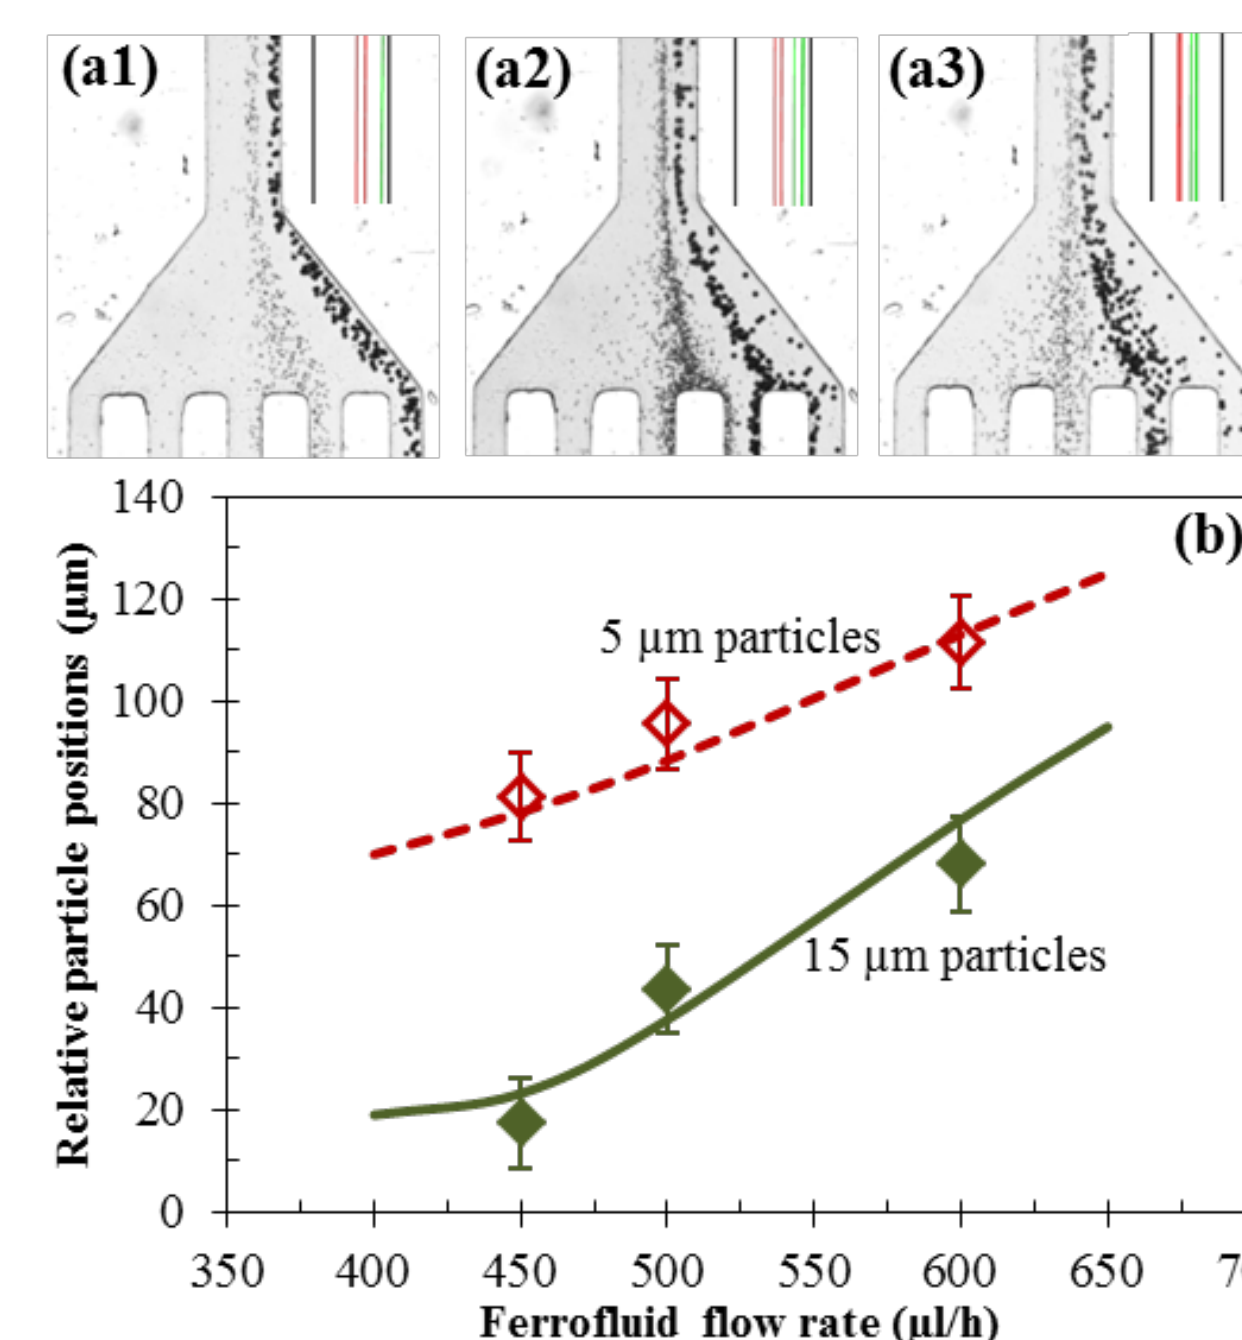 (a1)
(a2)
(a3)
(b)
140
120
100
80
60
40
20
0
Relative particle positions (µm)
5 µm particles
15 µm particles
350 400 450 500 550 600 650
Ferrofluid flow rate (µl/h)